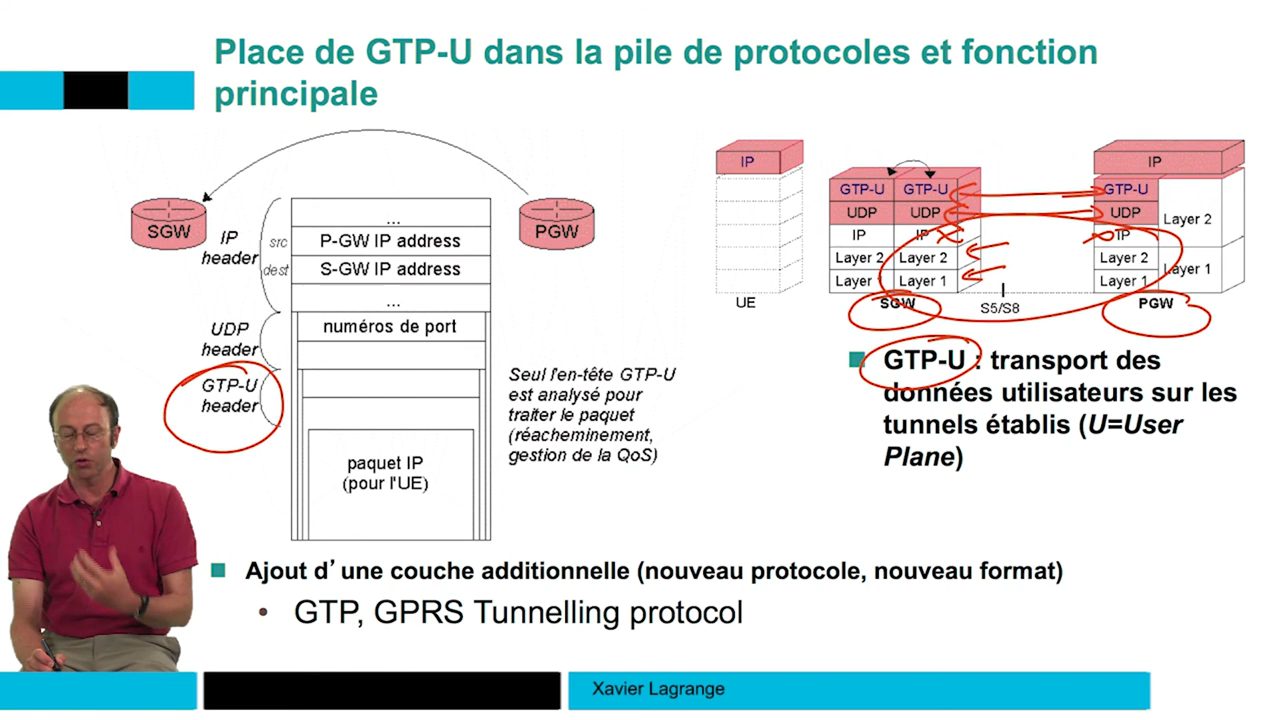 Place de GTP-U dans la pile de protocoles et fonction
principale
SGW
PGW
IP
header
src
dest
...
P-GW IP address
S-GW IP address
...
UDP
header
numéros de port
GTP-U
header
paquet IP
(pour l'UE)
Seul l'en-tête GTP-U
est analysé pour
traiter le paquet
(réacheminement,
gestion de la QoS)
IP
UE
GTP-U GTP-U
UDP UDP
IP IP
Layer 2 Layer 2
Layer 1 Layer 1
SGW
S5/S8
IP
GTP-U
UDP
IP
Layer 2
Layer 1
Layer 2
Layer 1
PGW
GTP-U : transport des
données utilisateurs sur les
tunnels établis (U=User
Plane)
Ajout d'une couche additionnelle (nouveau protocole, nouveau format)
• GTP, GPRS Tunnelling protocol
Xavier Lagrange